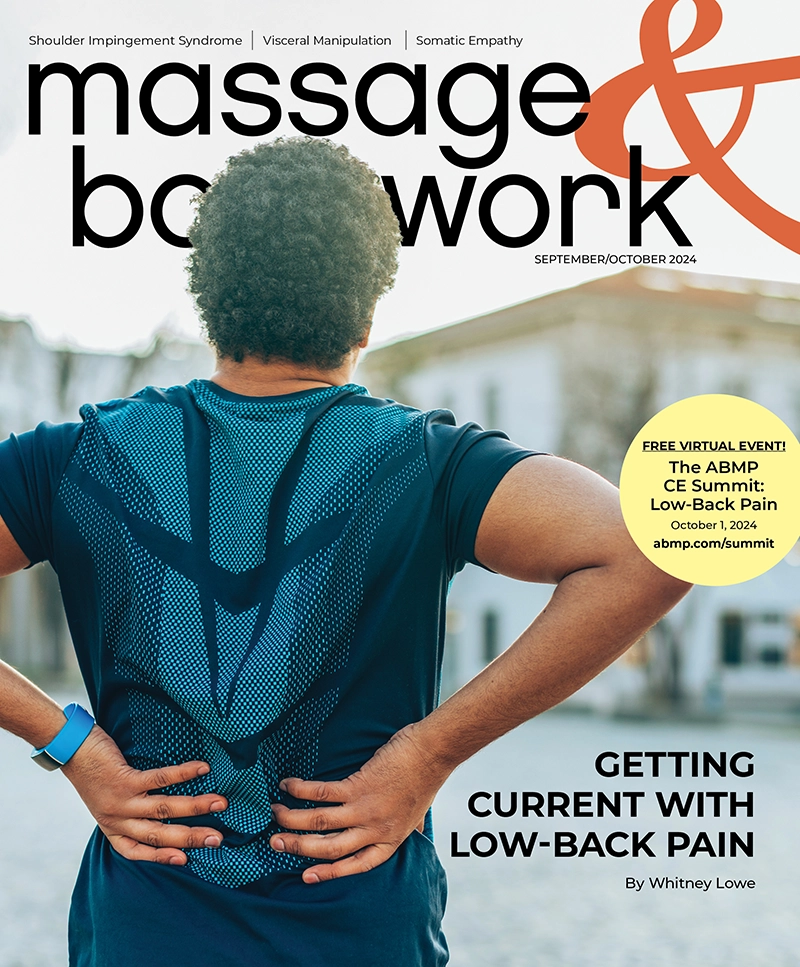 Shoulder Impingement Syndrome | Visceral Manipulation | Somatic Empathy
massage &
bo work
SEPTEMBER/OCTOBER 2024
FREE VIRTUAL EVENT!
The ABMP
CE Summit:
Low-Back Pain
October 1, 2024
abmp.com/summit
GETTING
CURRENT WITH
LOW-BACK PAIN
By Whitney Lowe